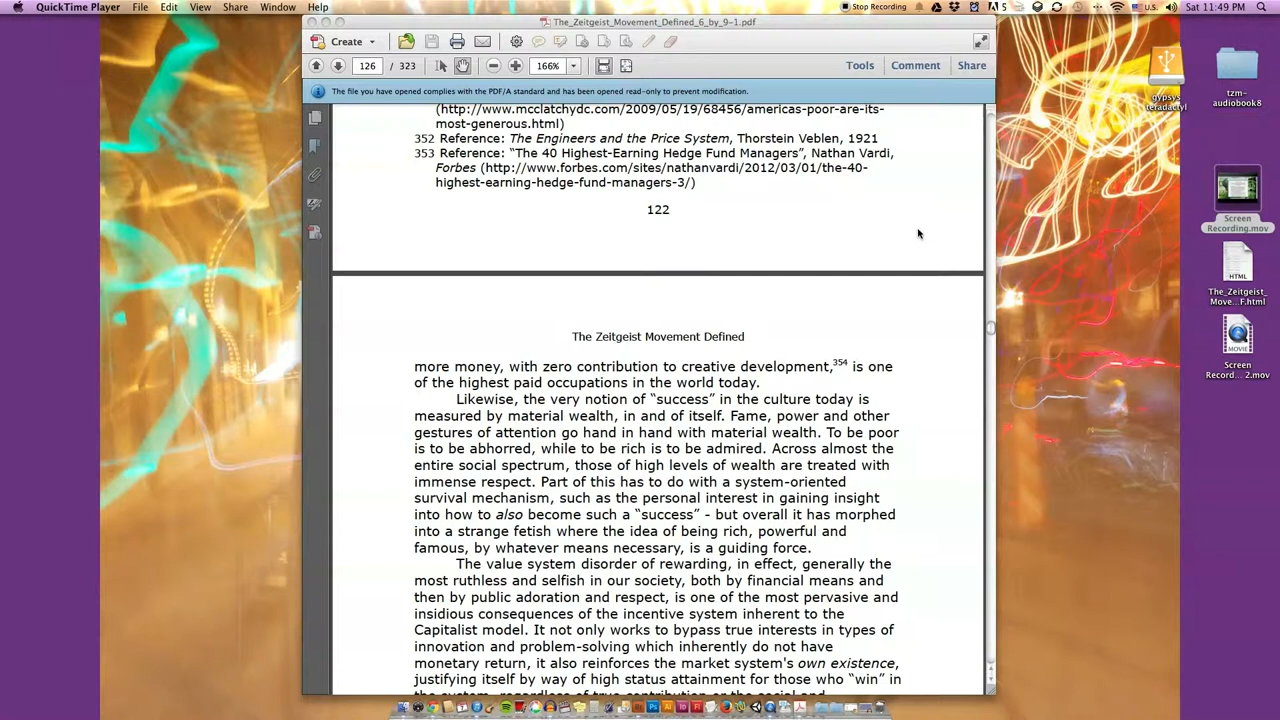 QuickTime Player File Edit View Share Window Help
Stop Recording
5
U.S.
Sat 11:49 PM
The_Zeitgeist_Movement_Defined_6_by_9-1.pdf
Create
126 / 323
166%
Tools Comment Share
The file you have opened complies with the PDF/A standard and has been opened read-only to prevent modification.
(http://www.mcclatchydc.com/2009/05/19/68456/americas-poor-are-its-
most-generous.html)
352 Reference: The Engineers and the Price System, Thorstein Veblen, 1921
353 Reference: “The 40 Highest-Earning Hedge Fund Managers”, Nathan Vardi,
Forbes (http://www.forbes.com/sites/nathanvardi/2012/03/01/the-40-
highest-earning-hedge-fund-managers-3/)
122
The Zeitgeist Movement Defined
more money, with zero contribution to creative development,354 is one
of the highest paid occupations in the world today.
Likewise, the very notion of “success” in the culture today is
measured by material wealth, in and of itself. Fame, power and other
gestures of attention go hand in hand with material wealth. To be poor
is to be abhorred, while to be rich is to be admired. Across almost the
entire social spectrum, those of high levels of wealth are treated with
immense respect. Part of this has to do with a system-oriented
survival mechanism, such as the personal interest in gaining insight
into how to also become such a “success” - but overall it has morphed
into a strange fetish where the idea of being rich, powerful and
famous, by whatever means necessary, is a guiding force.
The value system disorder of rewarding, in effect, generally the
most ruthless and selfish in our society, both by financial means and
then by public adoration and respect, is one of the most pervasive and
insidious consequences of the incentive system inherent to the
Capitalist model. It not only works to bypass true interests in types of
innovation and problem-solving which inherently do not have
monetary return, it also reinforces the market system's own existence,
justifying itself by way of high status attainment for those who “win” in
gypsys
teradactyl
tzm-
audiobook8
Screen
Recording.mov
HTML
The_Zeitgeist_
Move...F.html
MOVIE
Screen
Record... 2.mov